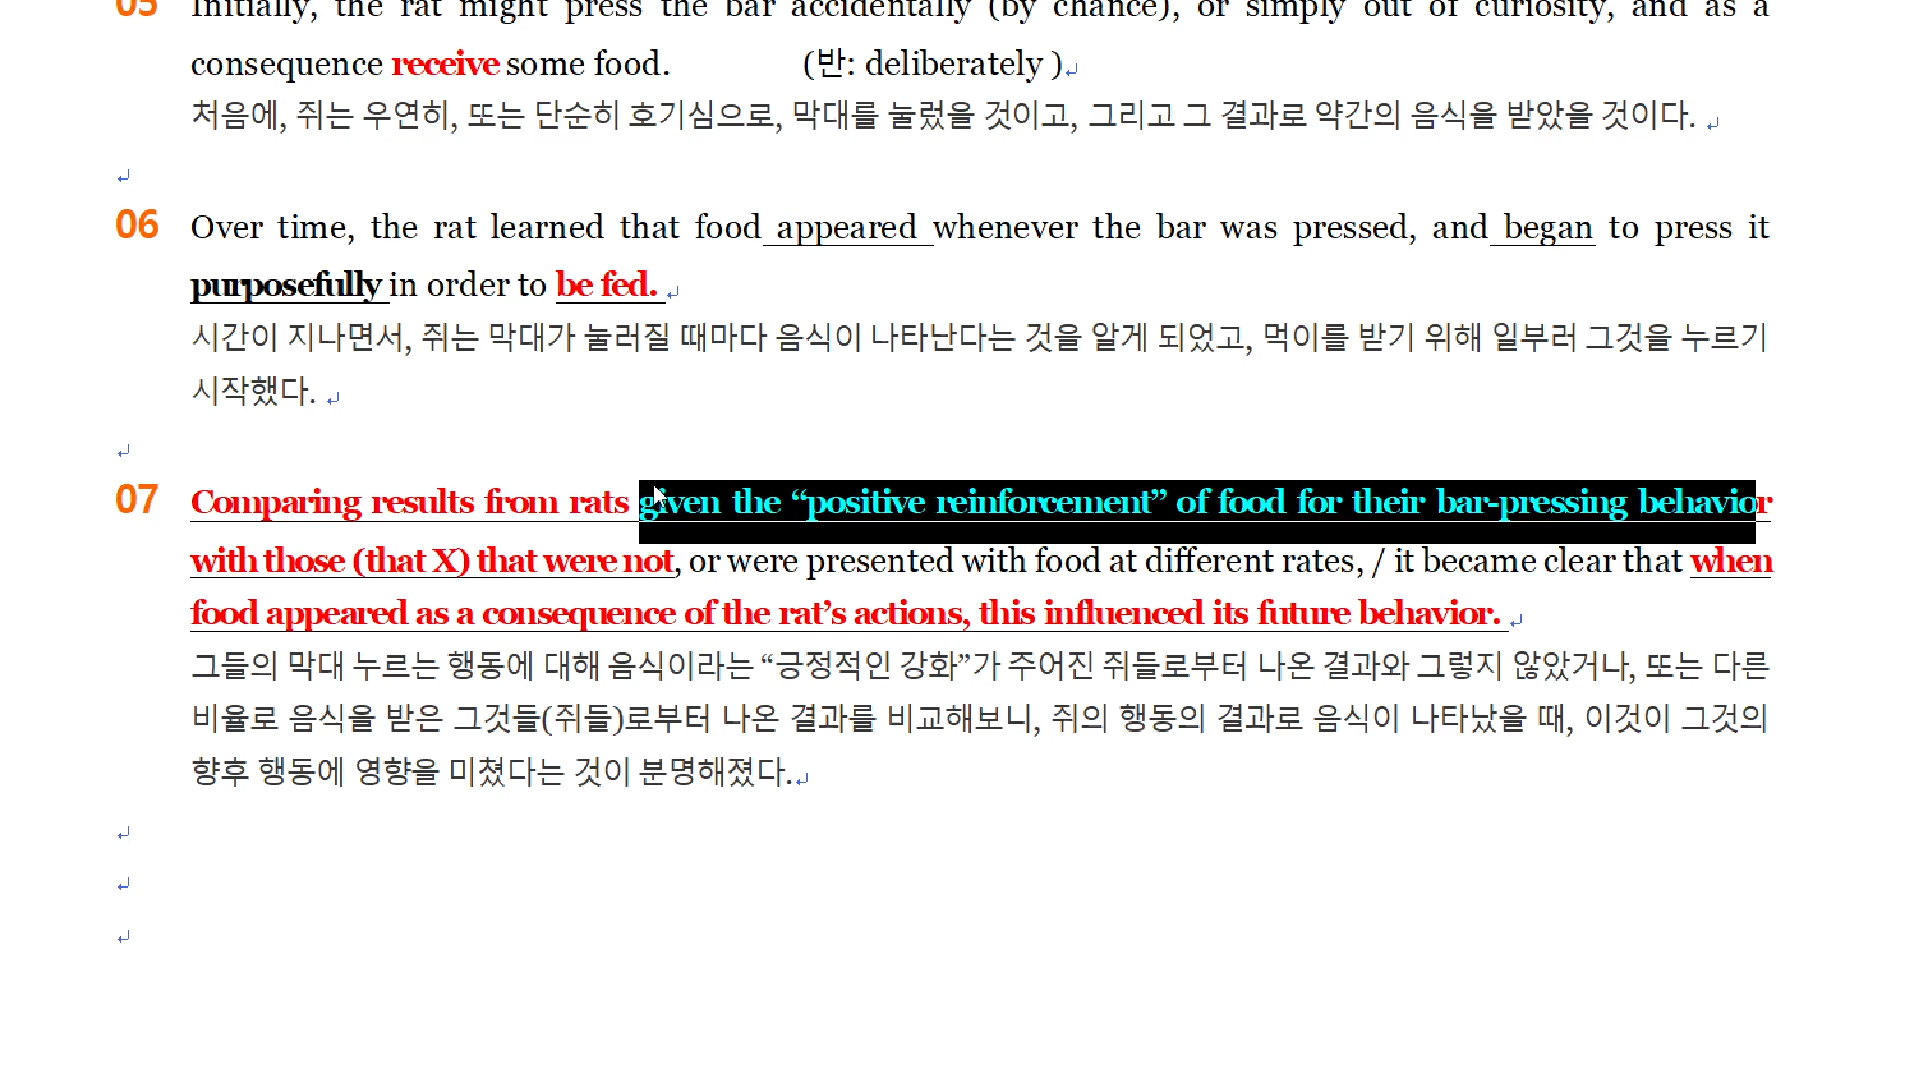 05 Initially, the rat might press the bar accidentally (by chance), or simply out of curiosity, and as a
consequence receive some food. (반: deliberately )
처음에, 쥐는 우연히, 또는 단순히 호기심으로, 막대를 눌렀을 것이고, 그리고 그 결과로 약간의 음식을 받았을 것이다.
06 Over time, the rat learned that food appeared whenever the bar was pressed, and began to press it
purposefully in order to be fed.
시간이 지나면서, 쥐는 막대가 눌러질 때마다 음식이 나타난다는 것을 알게 되었고, 먹이를 받기 위해 일부러 그것을 누르기
시작했다.
07 Comparing results from rats given the “positive reinforcement” of food for their bar-pressing behavior
with those (that X) that were not, or were presented with food at different rates, / it became clear that when
food appeared as a consequence of the rat’s actions, this influenced its future behavior.
그들의 막대 누르는 행동에 대해 음식이라는 “긍정적인 강화”가 주어진 쥐들로부터 나온 결과와 그렇지 않았거나, 또는 다른
비율로 음식을 받은 그것들(쥐들)로부터 나온 결과를 비교해보니, 쥐의 행동의 결과로 음식이 나타났을 때, 이것이 그것의
향후 행동에 영향을 미쳤다는 것이 분명해졌다.